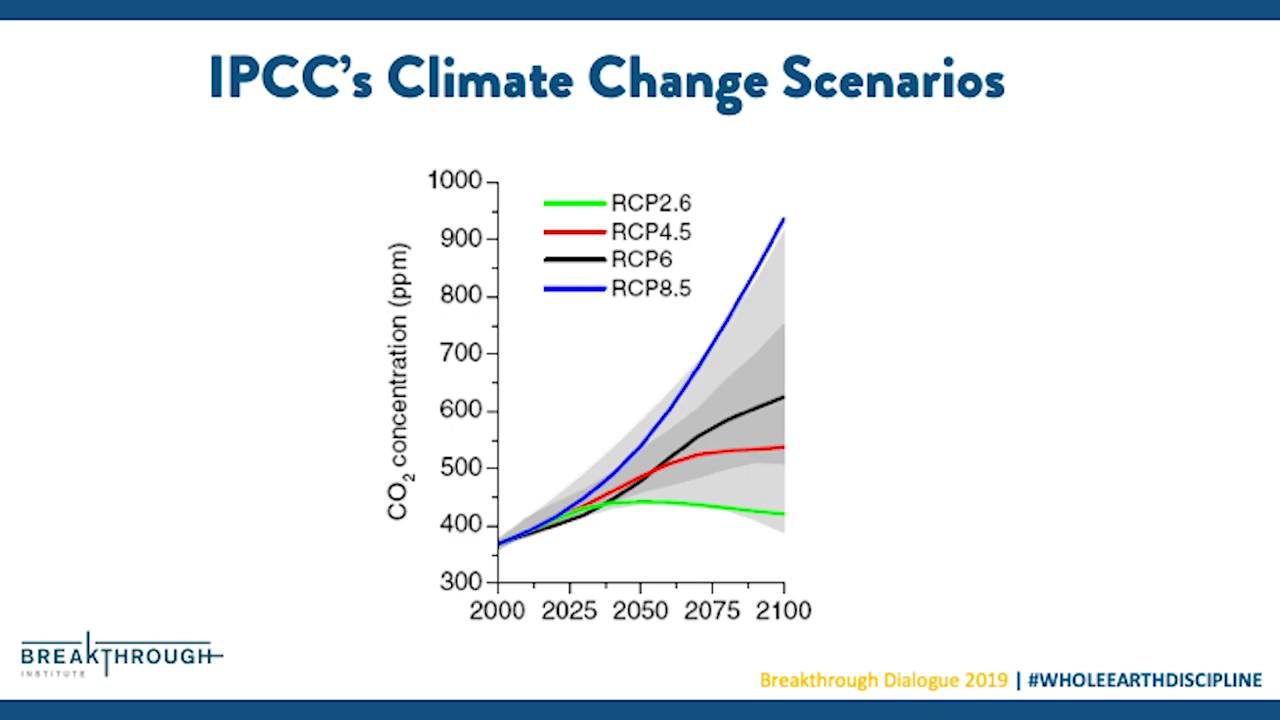 IPCC's Climate Change Scenarios
1000
900
800
700
600
500
400
300
CO2 concentration (ppm)
RCP2.6
RCP4.5
RCP6
RCP8.5
2000 2025 2050 2075 2100
BREAKTHROUGH
INSTITUTE
Breakthrough Dialogue 2019 | #WHOLEEARTHDISCIPLINE